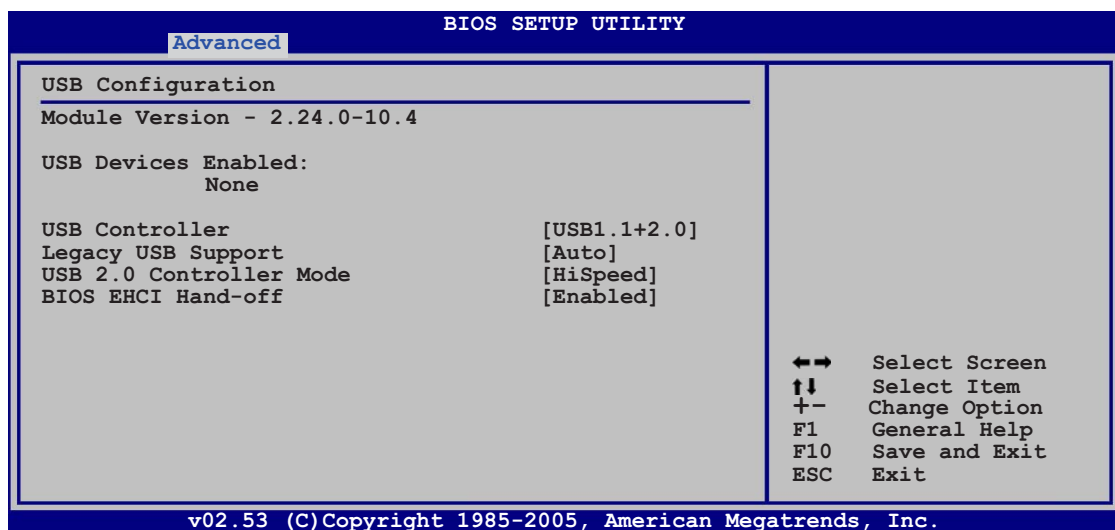 BIOS SETUP UTILITY
Advanced
USB Configuration
Module Version - 2.24.0-10.4
USB Devices Enabled:
None
USB Controller [USB1.1+2.0]
Legacy USB Support [Auto]
USB 2.0 Controller Mode [HiSpeed]
BIOS EHCI Hand-off [Enabled]
←→ Select Screen
↑↓ Select Item
+- Change Option
F1 General Help
F10 Save and Exit
ESC Exit
v02.53 (C)Copyright 1985-2005, American Megatrends, Inc.